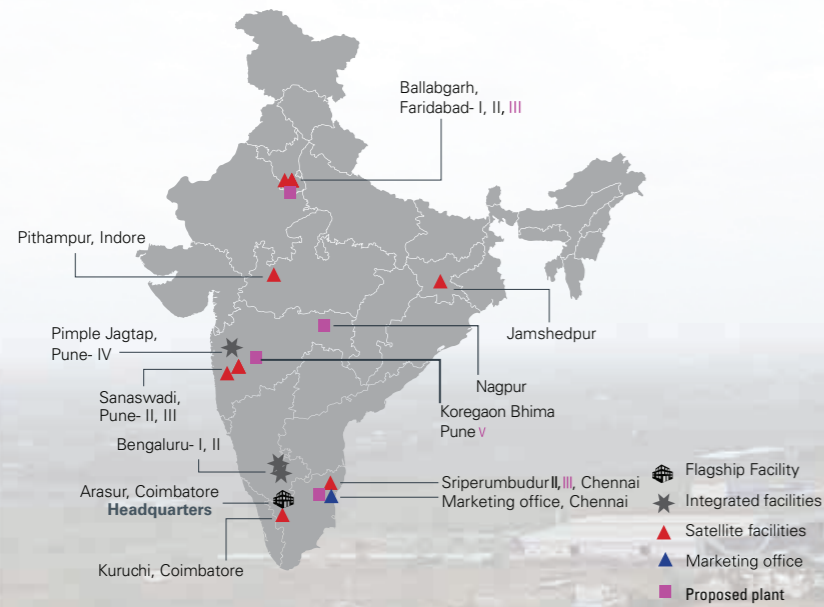 Ballabgarh,
Faridabad- I, II, III
Pithampur, Indore
Jamshedpur
Pimple Jagtap,
Pune- IV
Nagpur
Sanaswadi,
Pune- II, III
Koregaon Bhima
Pune V
Bengaluru- I, II
Arasur, Coimbatore
Headquarters
Sriperumbudur II, III, Chennai
Marketing office, Chennai
Kuruchi, Coimbatore
Flagship Facility
Integrated facilities
Satellite facilities
Marketing office
Proposed plant